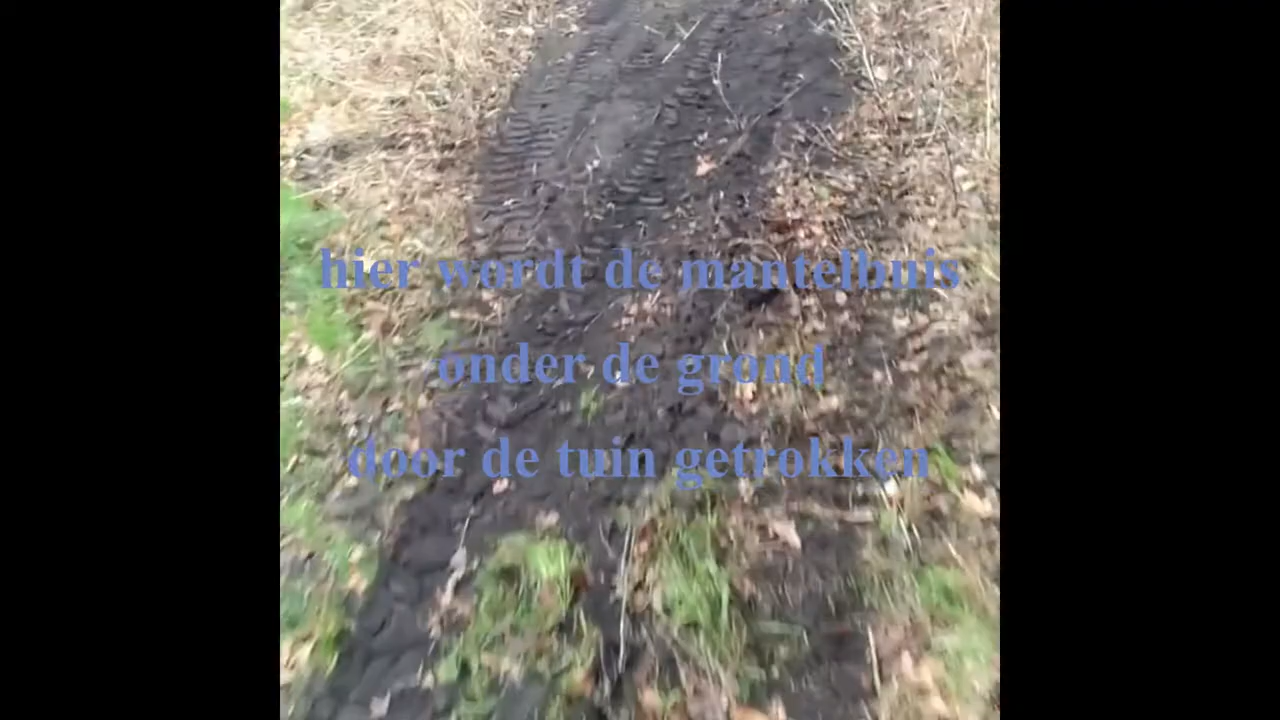 hier wordt de mantelbuis
onder de grond
door de tuin getrokken